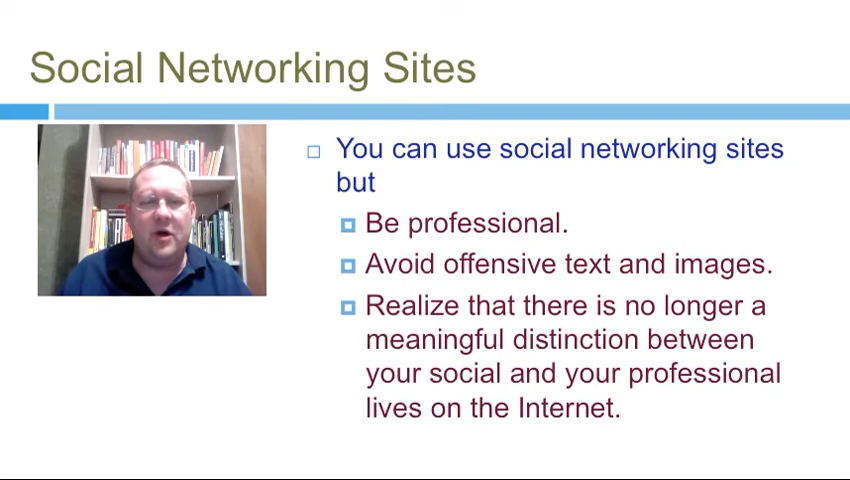 Social Networking Sites
You can use social networking sites
but
Be professional.
Avoid offensive text and images.
Realize that there is no longer a
meaningful distinction between
your social and your professional
lives on the Internet.